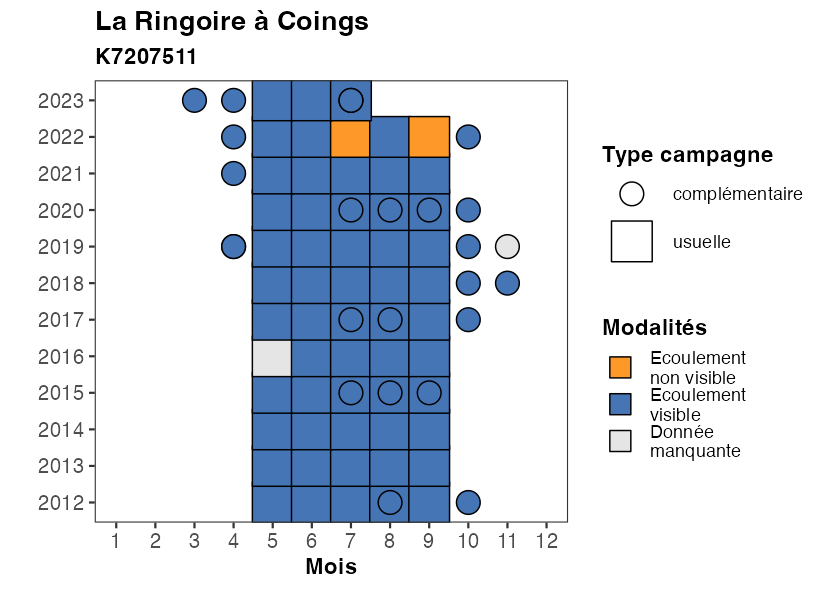 La Ringoire à Coings
K7207511
2023
2022
2021
2020
2019
2018
2017
2016
2015
2014
2013
2012
1 2 3 4 5 6 7 8 9 10 11 12
Mois
Type campagne
complémentaire
usuelle
Modalités
Ecoulement
non visible
Ecoulement
visible
Donnée
manquante